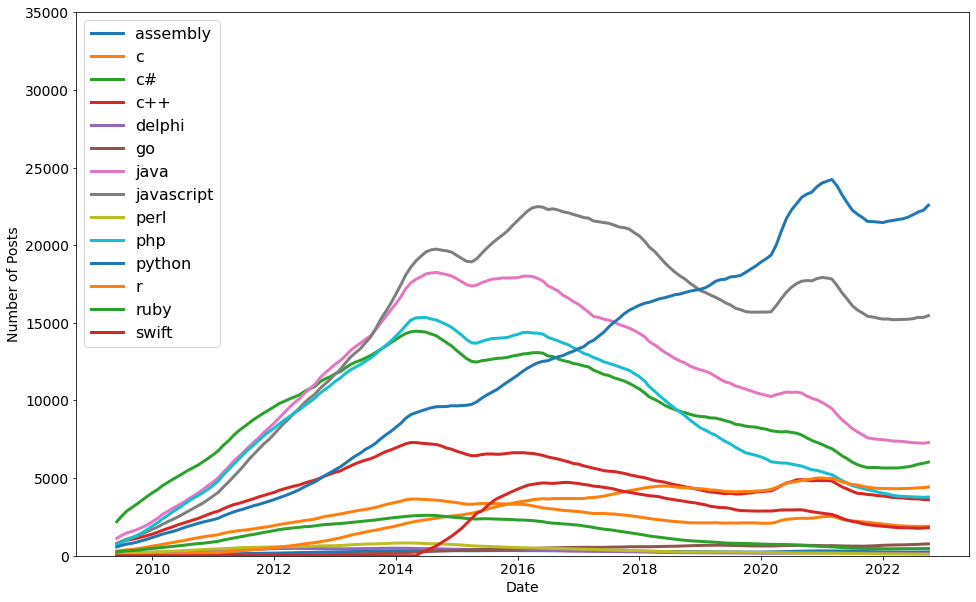 35000
30000
25000
20000
15000
10000
5000
0
Number of Posts
assembly
c
c#
c++
delphi
go
java
javascript
perl
php
python
r
ruby
swift
2010
2012
2014
2016
2018
2020
2022
Date